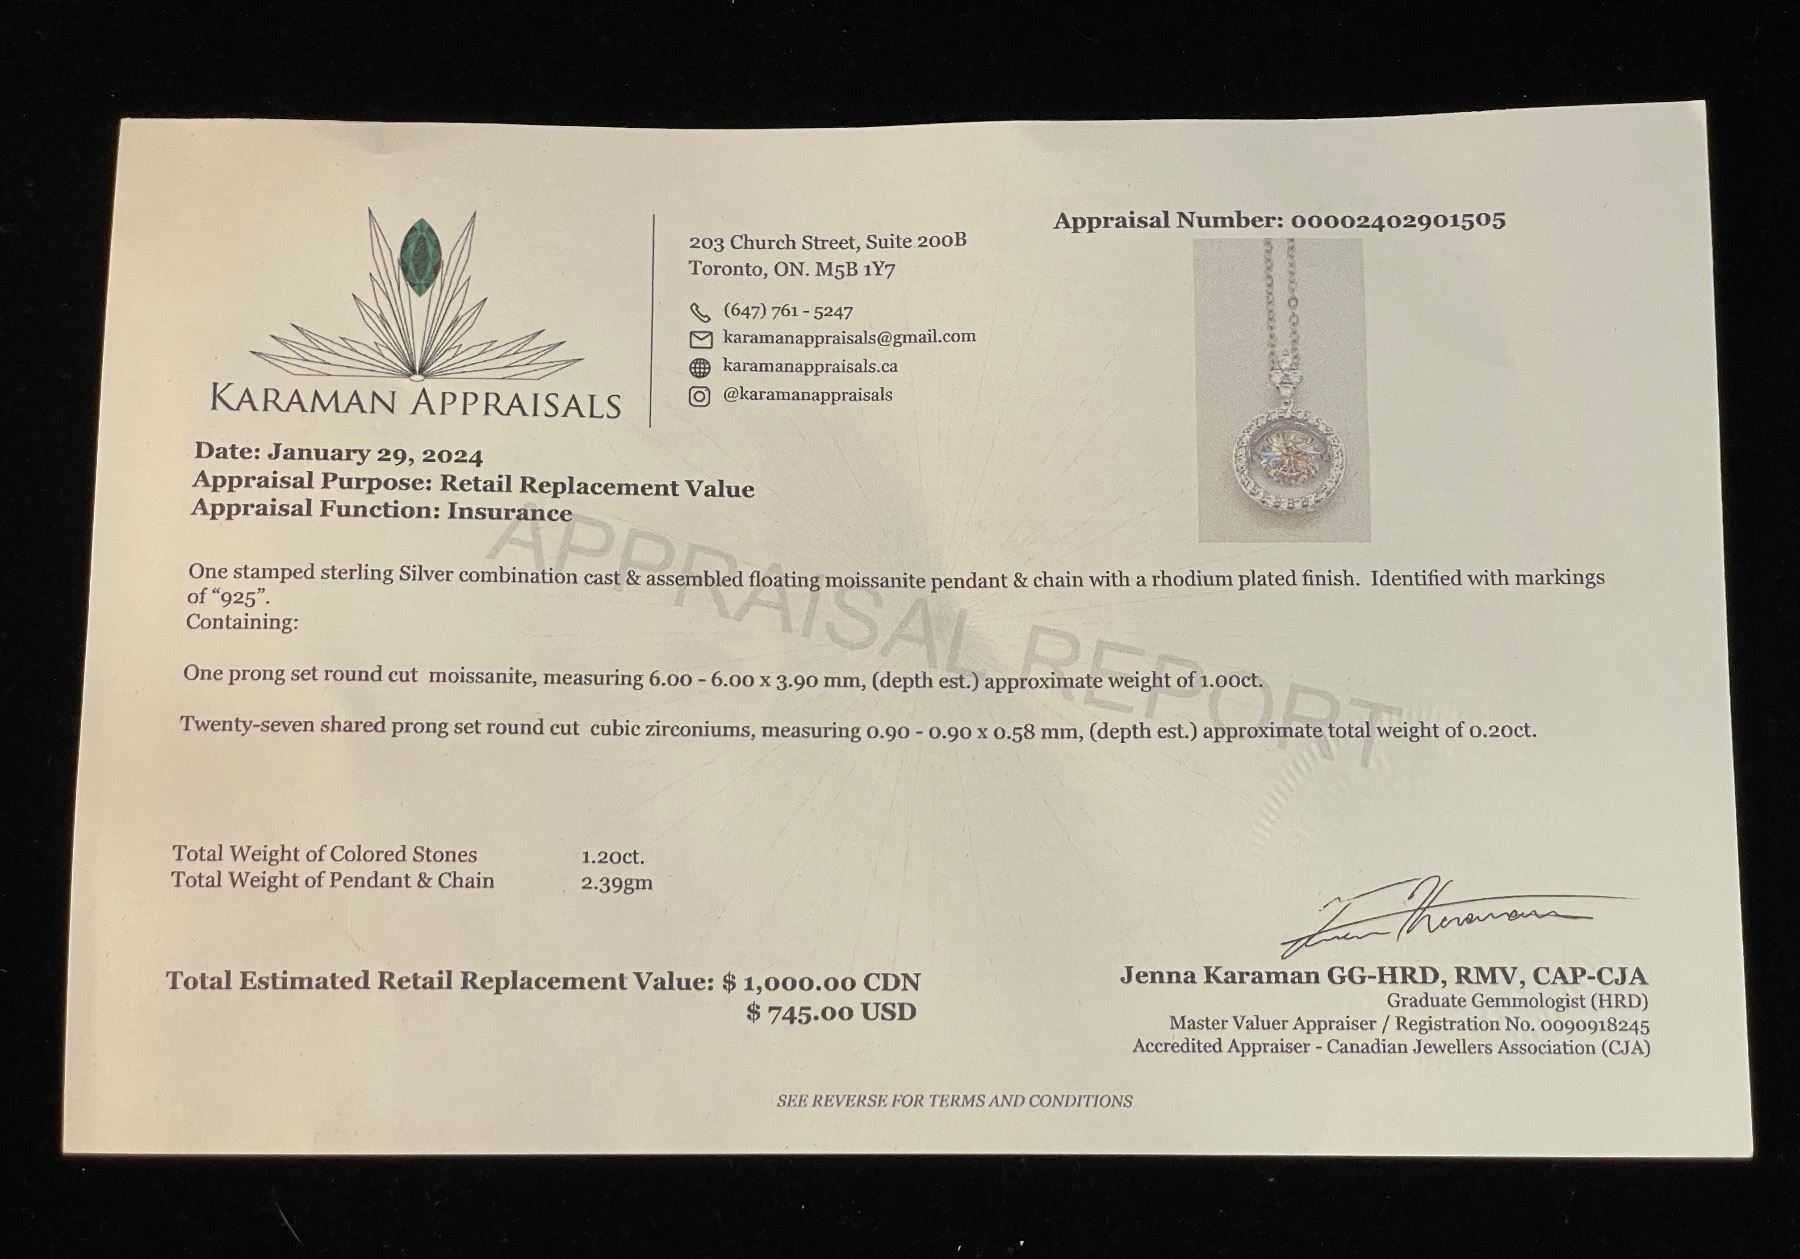 KARAMAN APPRAISALS
203 Church Street, Suite 200B
Toronto, ON. M5B 1Y7
(647) 761 - 5247
karamanappraisals@gmail.com
karamanappraisals.ca
@karamanappraisals
Appraisal Number: 00002402901505
Date: January 29, 2024
Appraisal Purpose: Retail Replacement Value
Appraisal Function: Insurance
APPRAISAL REPORT
One stamped sterling Silver combination cast & assembled floating moissanite pendant & chain with a rhodium plated finish. Identified with markings
of “925”.
Containing:
One prong set round cut moissanite, measuring 6.00 - 6.00 x 3.90 mm, (depth est.) approximate weight of 1.00ct.
Twenty-seven shared prong set round cut cubic zirconiums, measuring 0.90 - 0.90 x 0.58 mm, (depth est.) approximate total weight of 0.20ct.
Total Weight of Colored Stones 1.20ct.
Total Weight of Pendant & Chain 2.39gm
Total Estimated Retail Replacement Value: $ 1,000.00 CDN
$ 745.00 USD
Jenna Karaman GG-HRD, RMV, CAP-CJA
Graduate Gemmologist (HRD)
Master Valuer Appraiser / Registration No. 0090918245
Accredited Appraiser - Canadian Jewellers Association (CJA)
SEE REVERSE FOR TERMS AND CONDITIONS